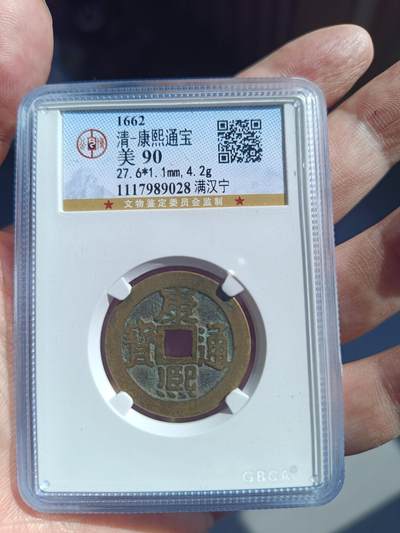 1662
清-康熙通宝
美 90
27.6*1.1mm,4.2g
1117989028 满汉宁
★ 文物鉴定委员会监制 ★
康熙通寶
GBCA®